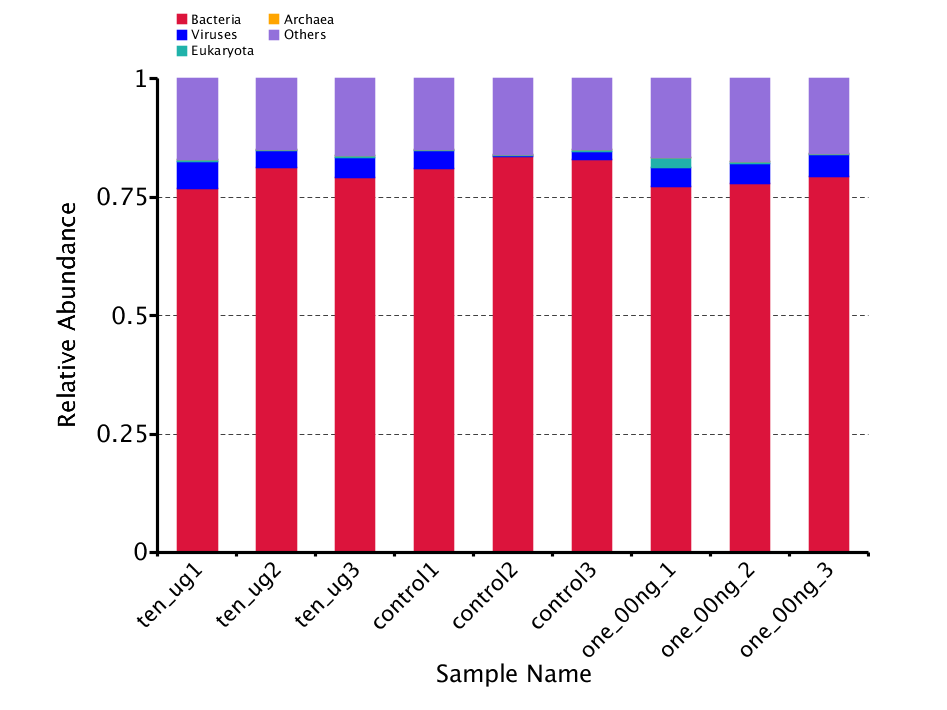 Bacteria
Viruses
Eukaryota
Archaea
Others
1
0.75
0.5
0.25
0
Relative Abundance
ten_ug1
ten_ug2
ten_ug3
control1
control2
control3
one_00ng_1
one_00ng_2
one_00ng_3
Sample Name